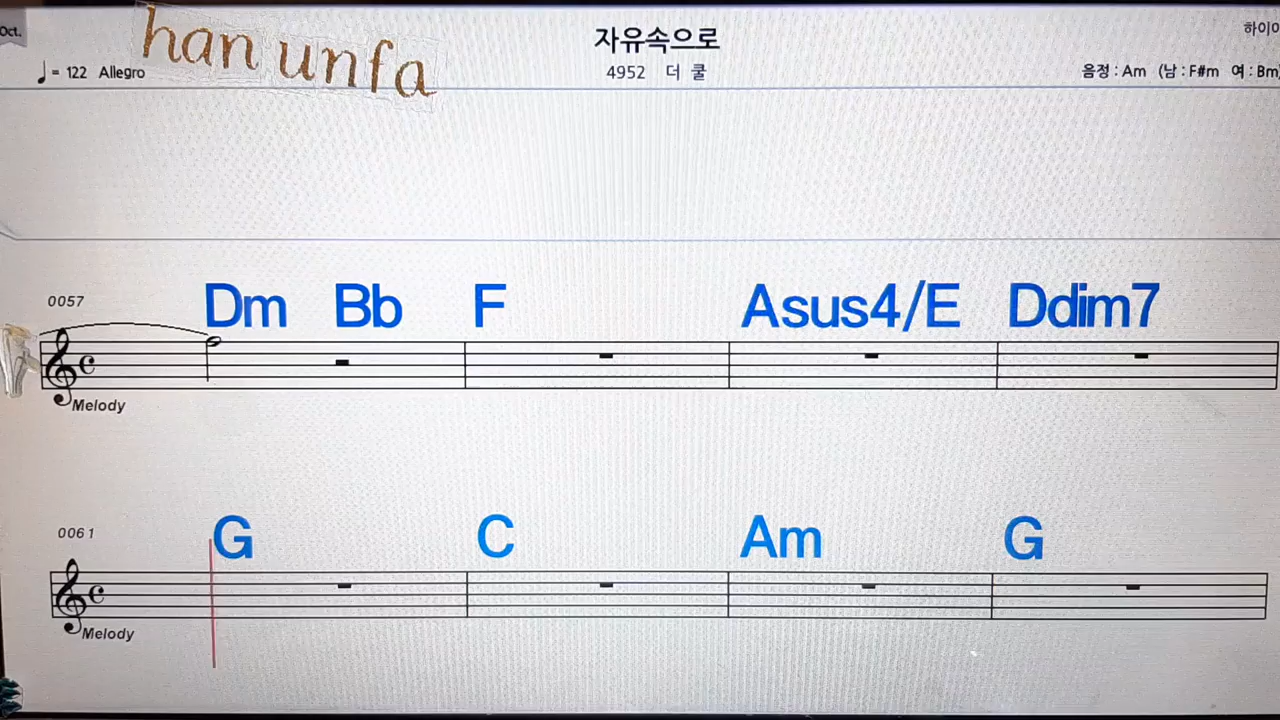 Oct.
han unfa
자유속으로
하이
♩= 122 Allegro
4952 더 쿨
음정 : Am (남 : F#m 여 : Bm)
0057
Dm Bb F Asus4/E Ddim7
Melody
0061
G C Am G
Melody